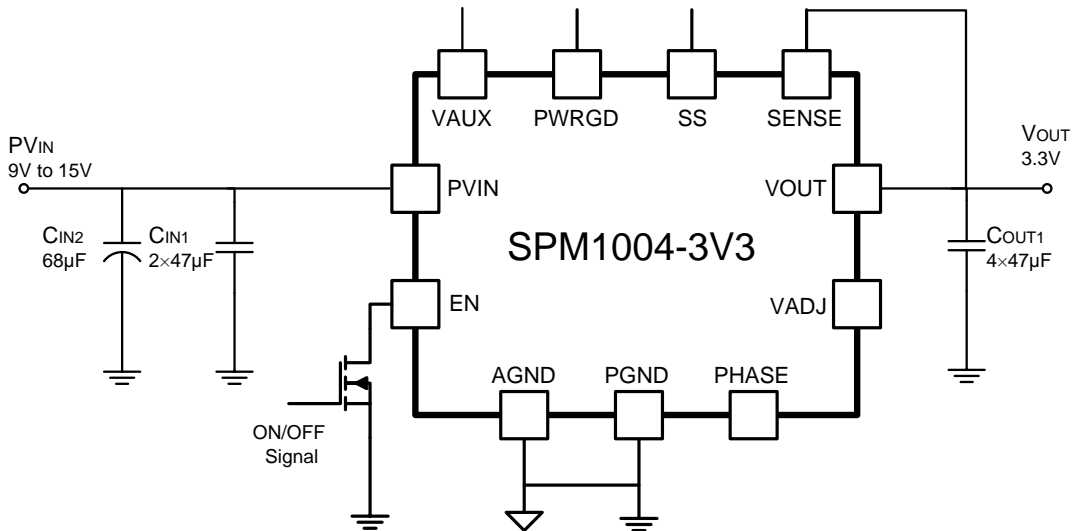 VAUX
PWRGD
SS
SENSE
PVIN
9V to 15V
PVIN
VOUT
VOUT
3.3V
CIN2
68µF
CIN1
2×47µF
SPM1004-3V3
COUT1
4×47µF
EN
VADJ
AGND
PGND
PHASE
ON/OFF
Signal